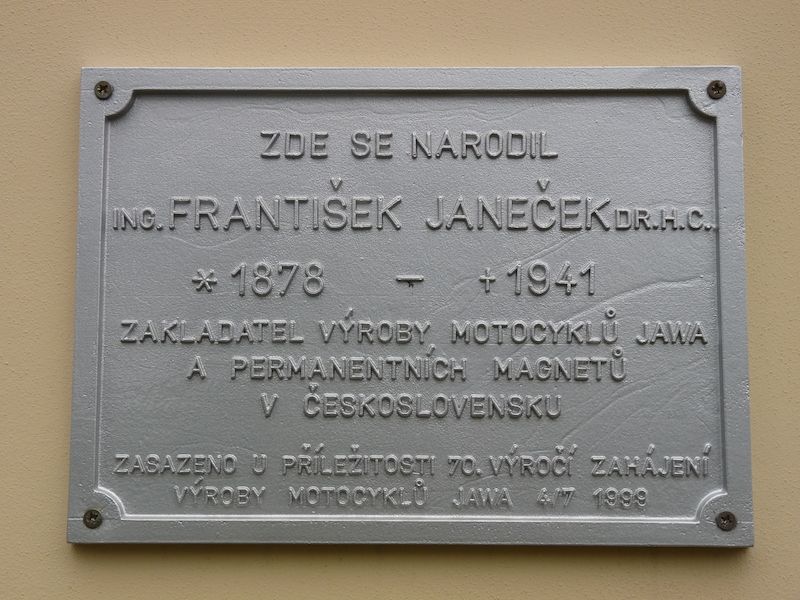 ZDE SE NARODIL
ING. FRANTIŠEK JANEČEK DR.H.C.
* 1878 – + 1941
ZAKLADATEL VÝROBY MOTOCYKLŮ JAWA
A PERMANENTNÍCH MAGNETŮ
V ČESKOSLOVENSKU
ZASAZENO U PŘÍLEŽITOSTI 70. VÝROČÍ ZAHÁJENÍ
VÝROBY MOTOCYKLŮ JAWA 4/7 1999